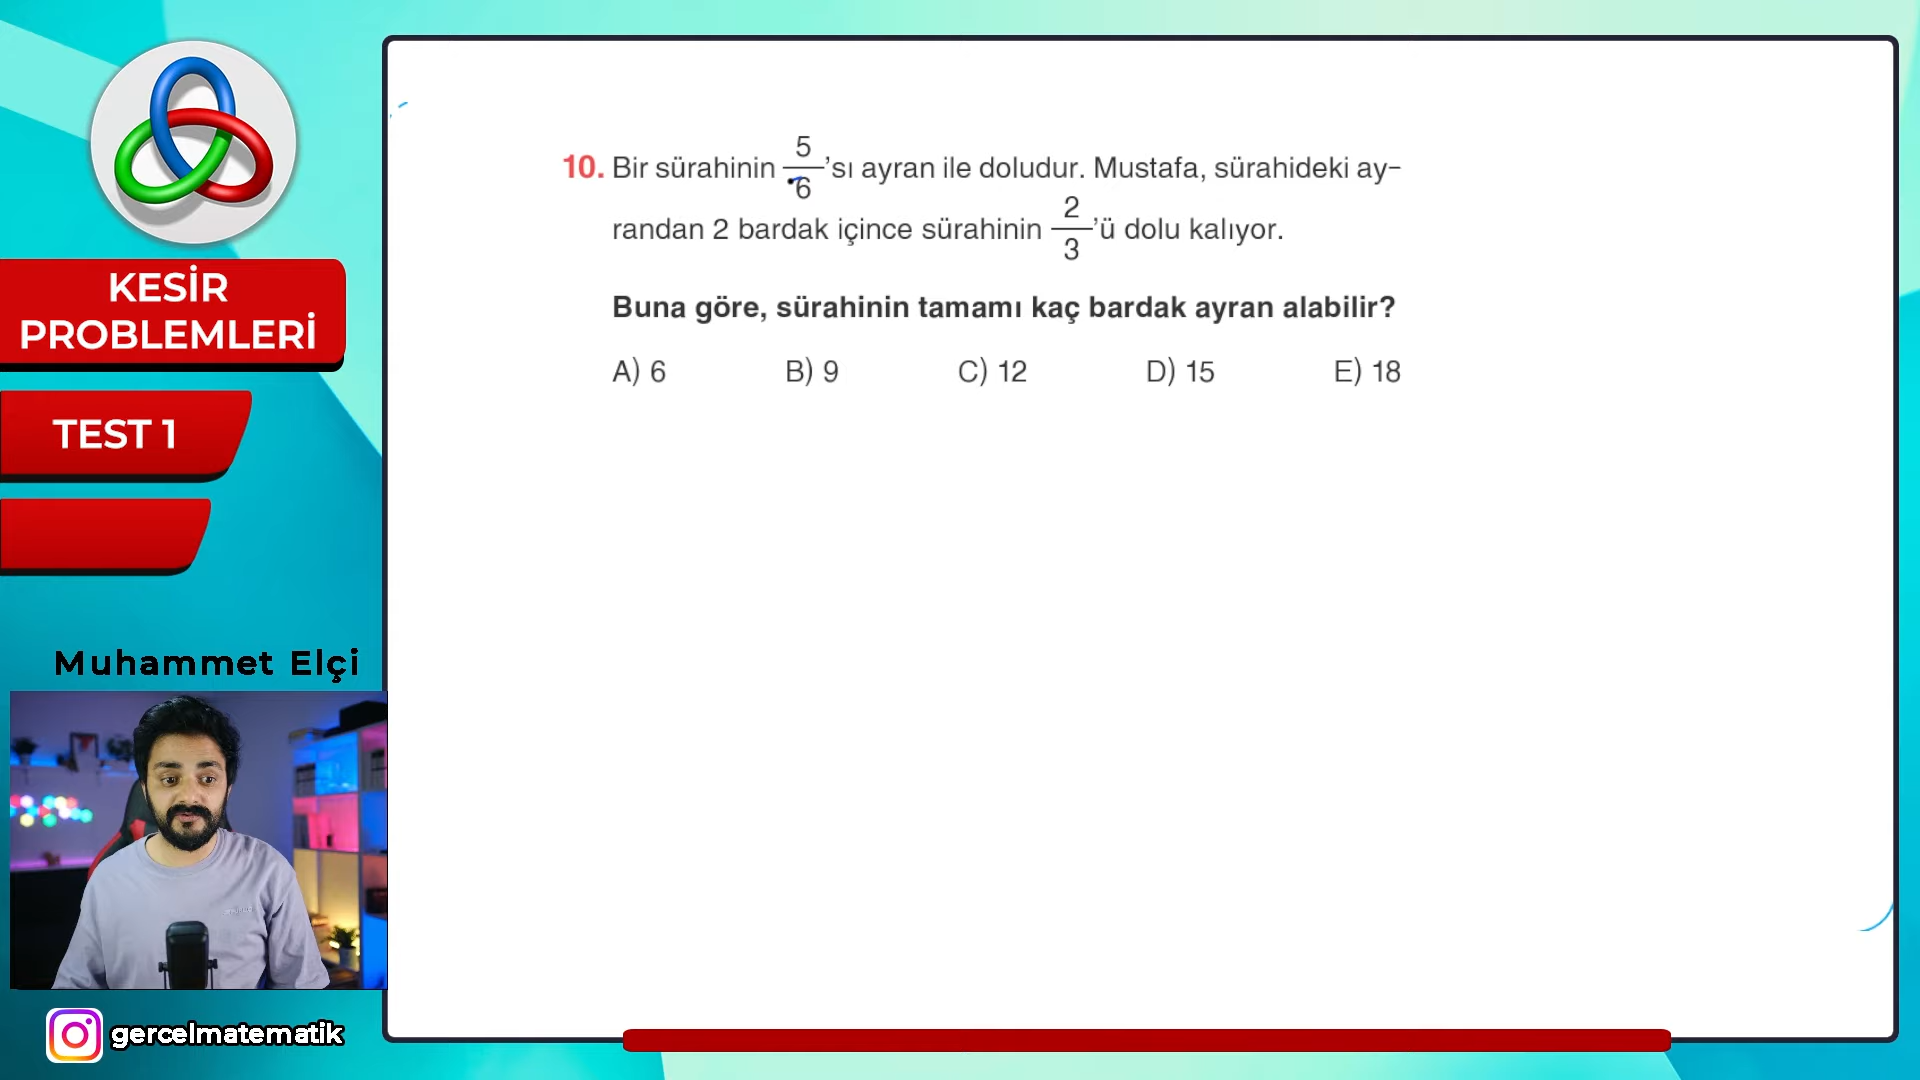 KESİR
PROBLEMLERİ
TEST 1
Muhammet Elçi
gercelmatematik
10. Bir sürahinin 5/6'sı ayran ile doludur. Mustafa, sürahideki ay-
randan 2 bardak içince sürahinin 2/3'ü dolu kalıyor.
Buna göre, sürahinin tamamı kaç bardak ayran alabilir?
A) 6 B) 9 C) 12 D) 15 E) 18